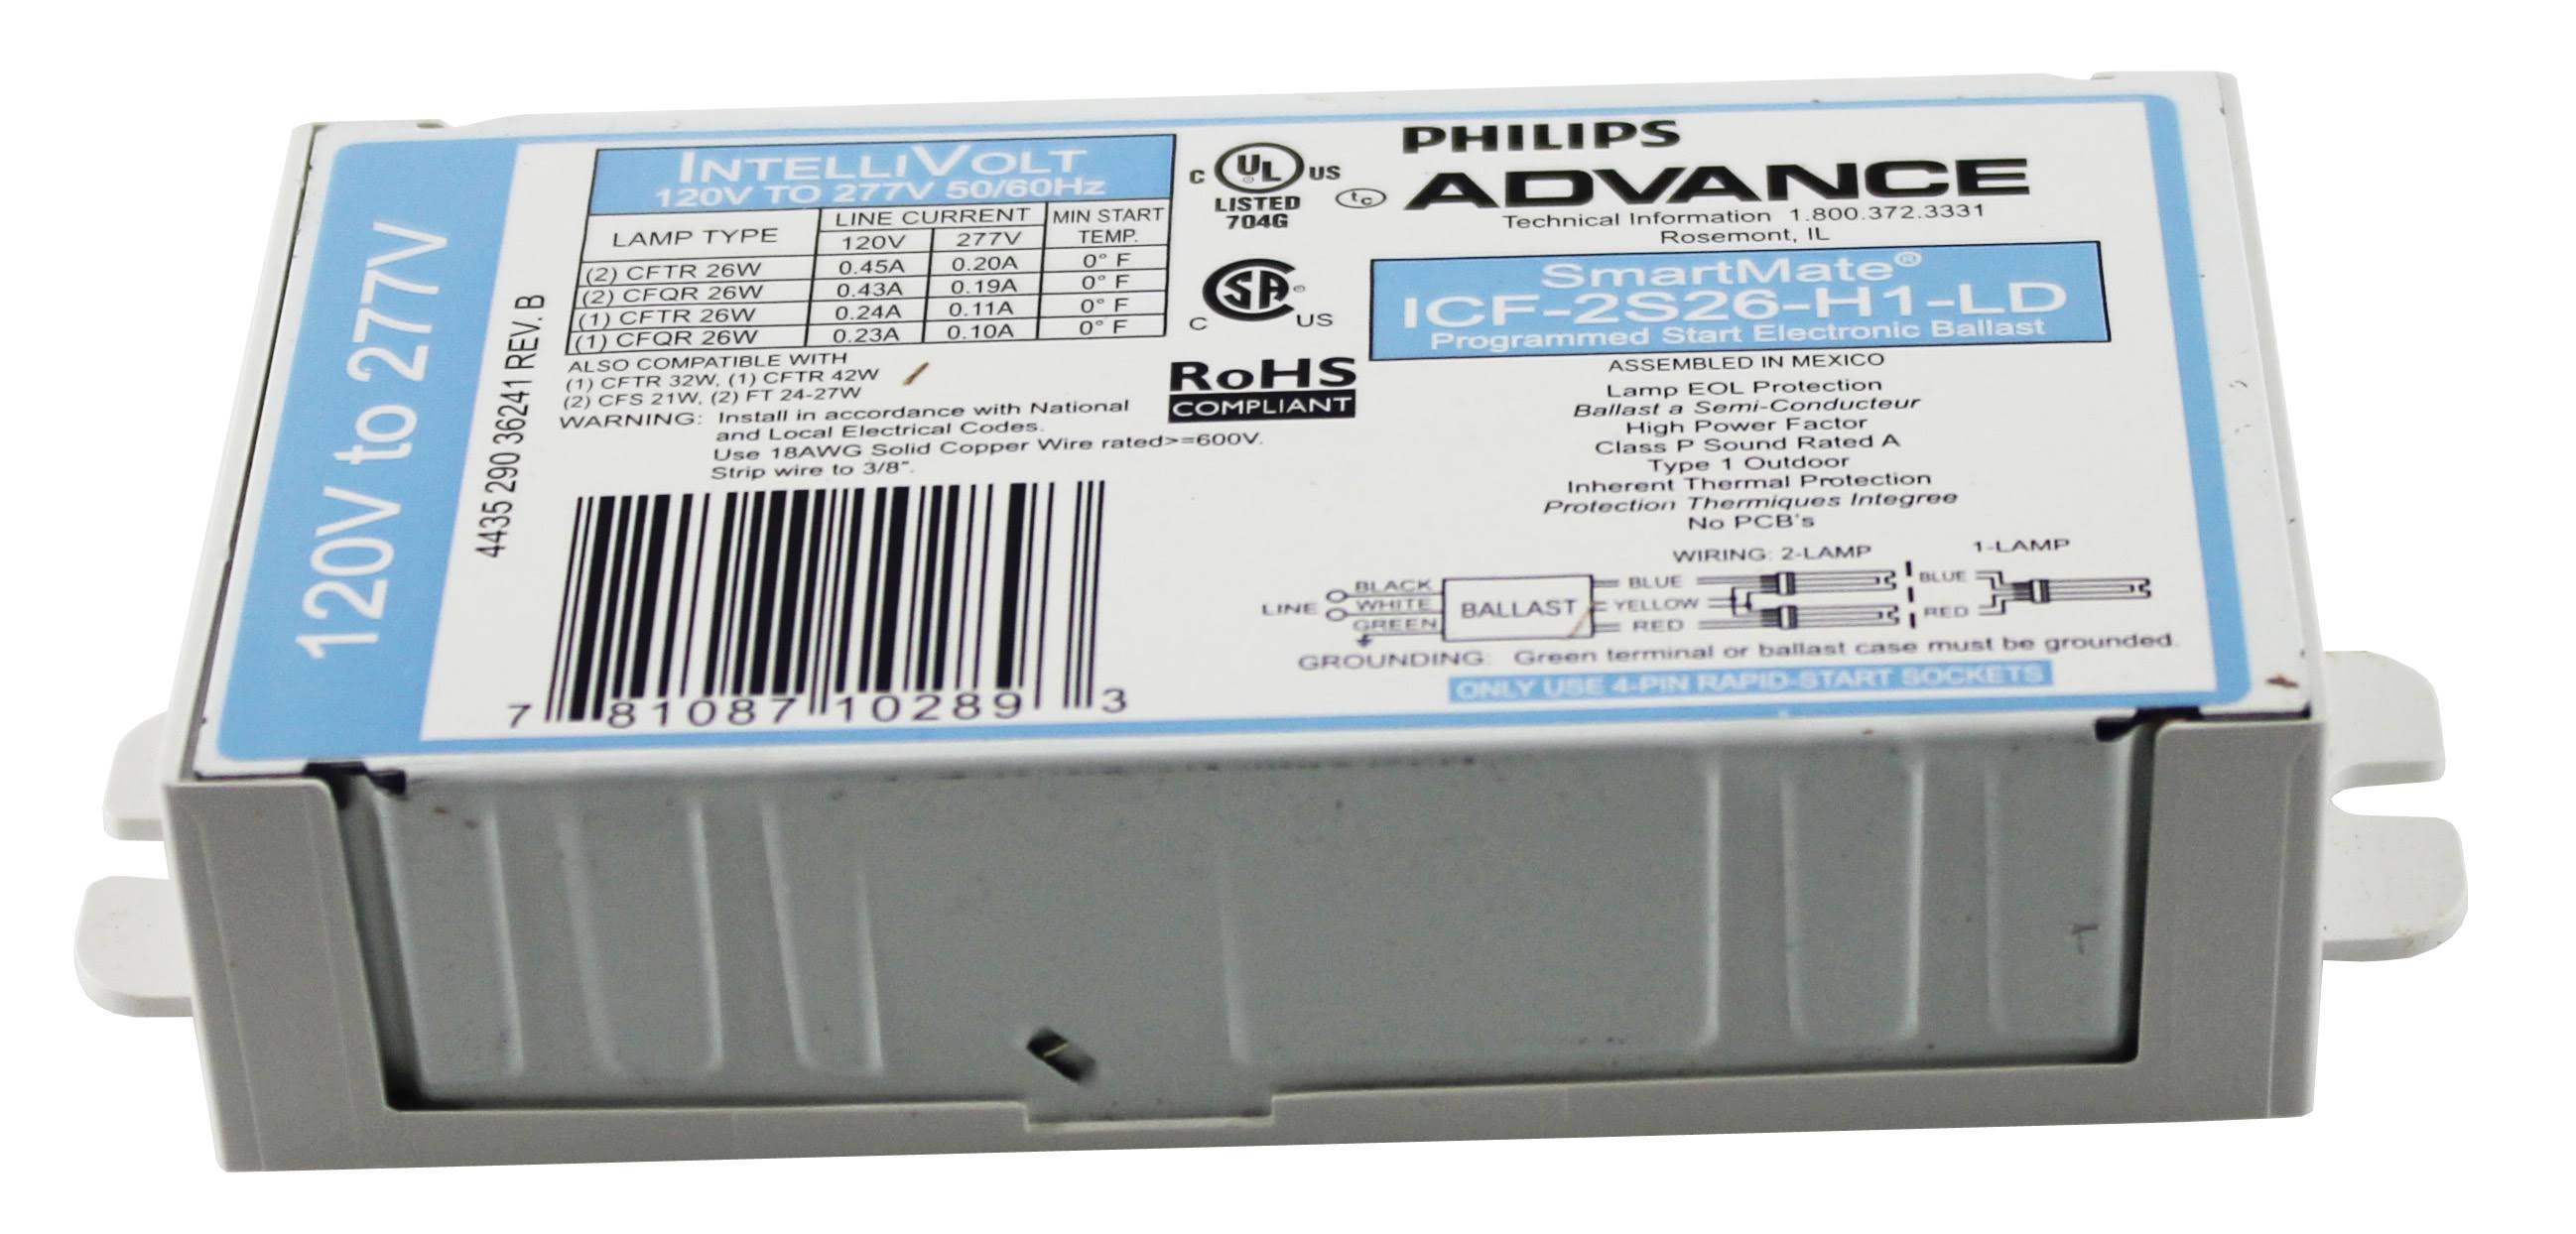 120V to 277V
4435 290 36241 REV. B
INTELLIVOLT
120V TO 277V 50/60Hz
LAMP TYPE LINE CURRENT MIN START TEMP.
120V 277V
(2) CFTR 26W 0.45A 0.20A 0° F
(2) CFQR 26W 0.43A 0.19A 0° F
(1) CFTR 26W 0.24A 0.11A 0° F
(1) CFQR 26W 0.23A 0.10A 0° F
ALSO COMPATIBLE WITH
(1) CFTR 32W, (1) CFTR 42W
(2) CFS 21W, (2) FT 24-27W
WARNING: Install in accordance with National
and Local Electrical Codes.
Use 18AWG Solid Copper Wire rated>=600V.
Strip wire to 3/8".
7 81087 10289 3
C UL ® US
LISTED
704G
tc
CSA ®
C US
RoHS
COMPLIANT
PHILIPS
ADVANCE
Technical Information 1.800.372.3331
Rosemont, IL
SmartMate®
ICF-2S26-H1-LD
Programmed Start Electronic Ballast
ASSEMBLED IN MEXICO
Lamp EOL Protection
Ballast a Semi-Conducteur
High Power Factor
Class P Sound Rated A
Type 1 Outdoor
Inherent Thermal Protection
Protection Thermiques Integree
No PCB's
WIRING: 2-LAMP 1-LAMP
LINE BLACK WHITE GREEN BALLAST BLUE YELLOW RED BLUE RED
GROUNDING: Green terminal or ballast case must be grounded.
ONLY USE 4-PIN RAPID-START SOCKETS